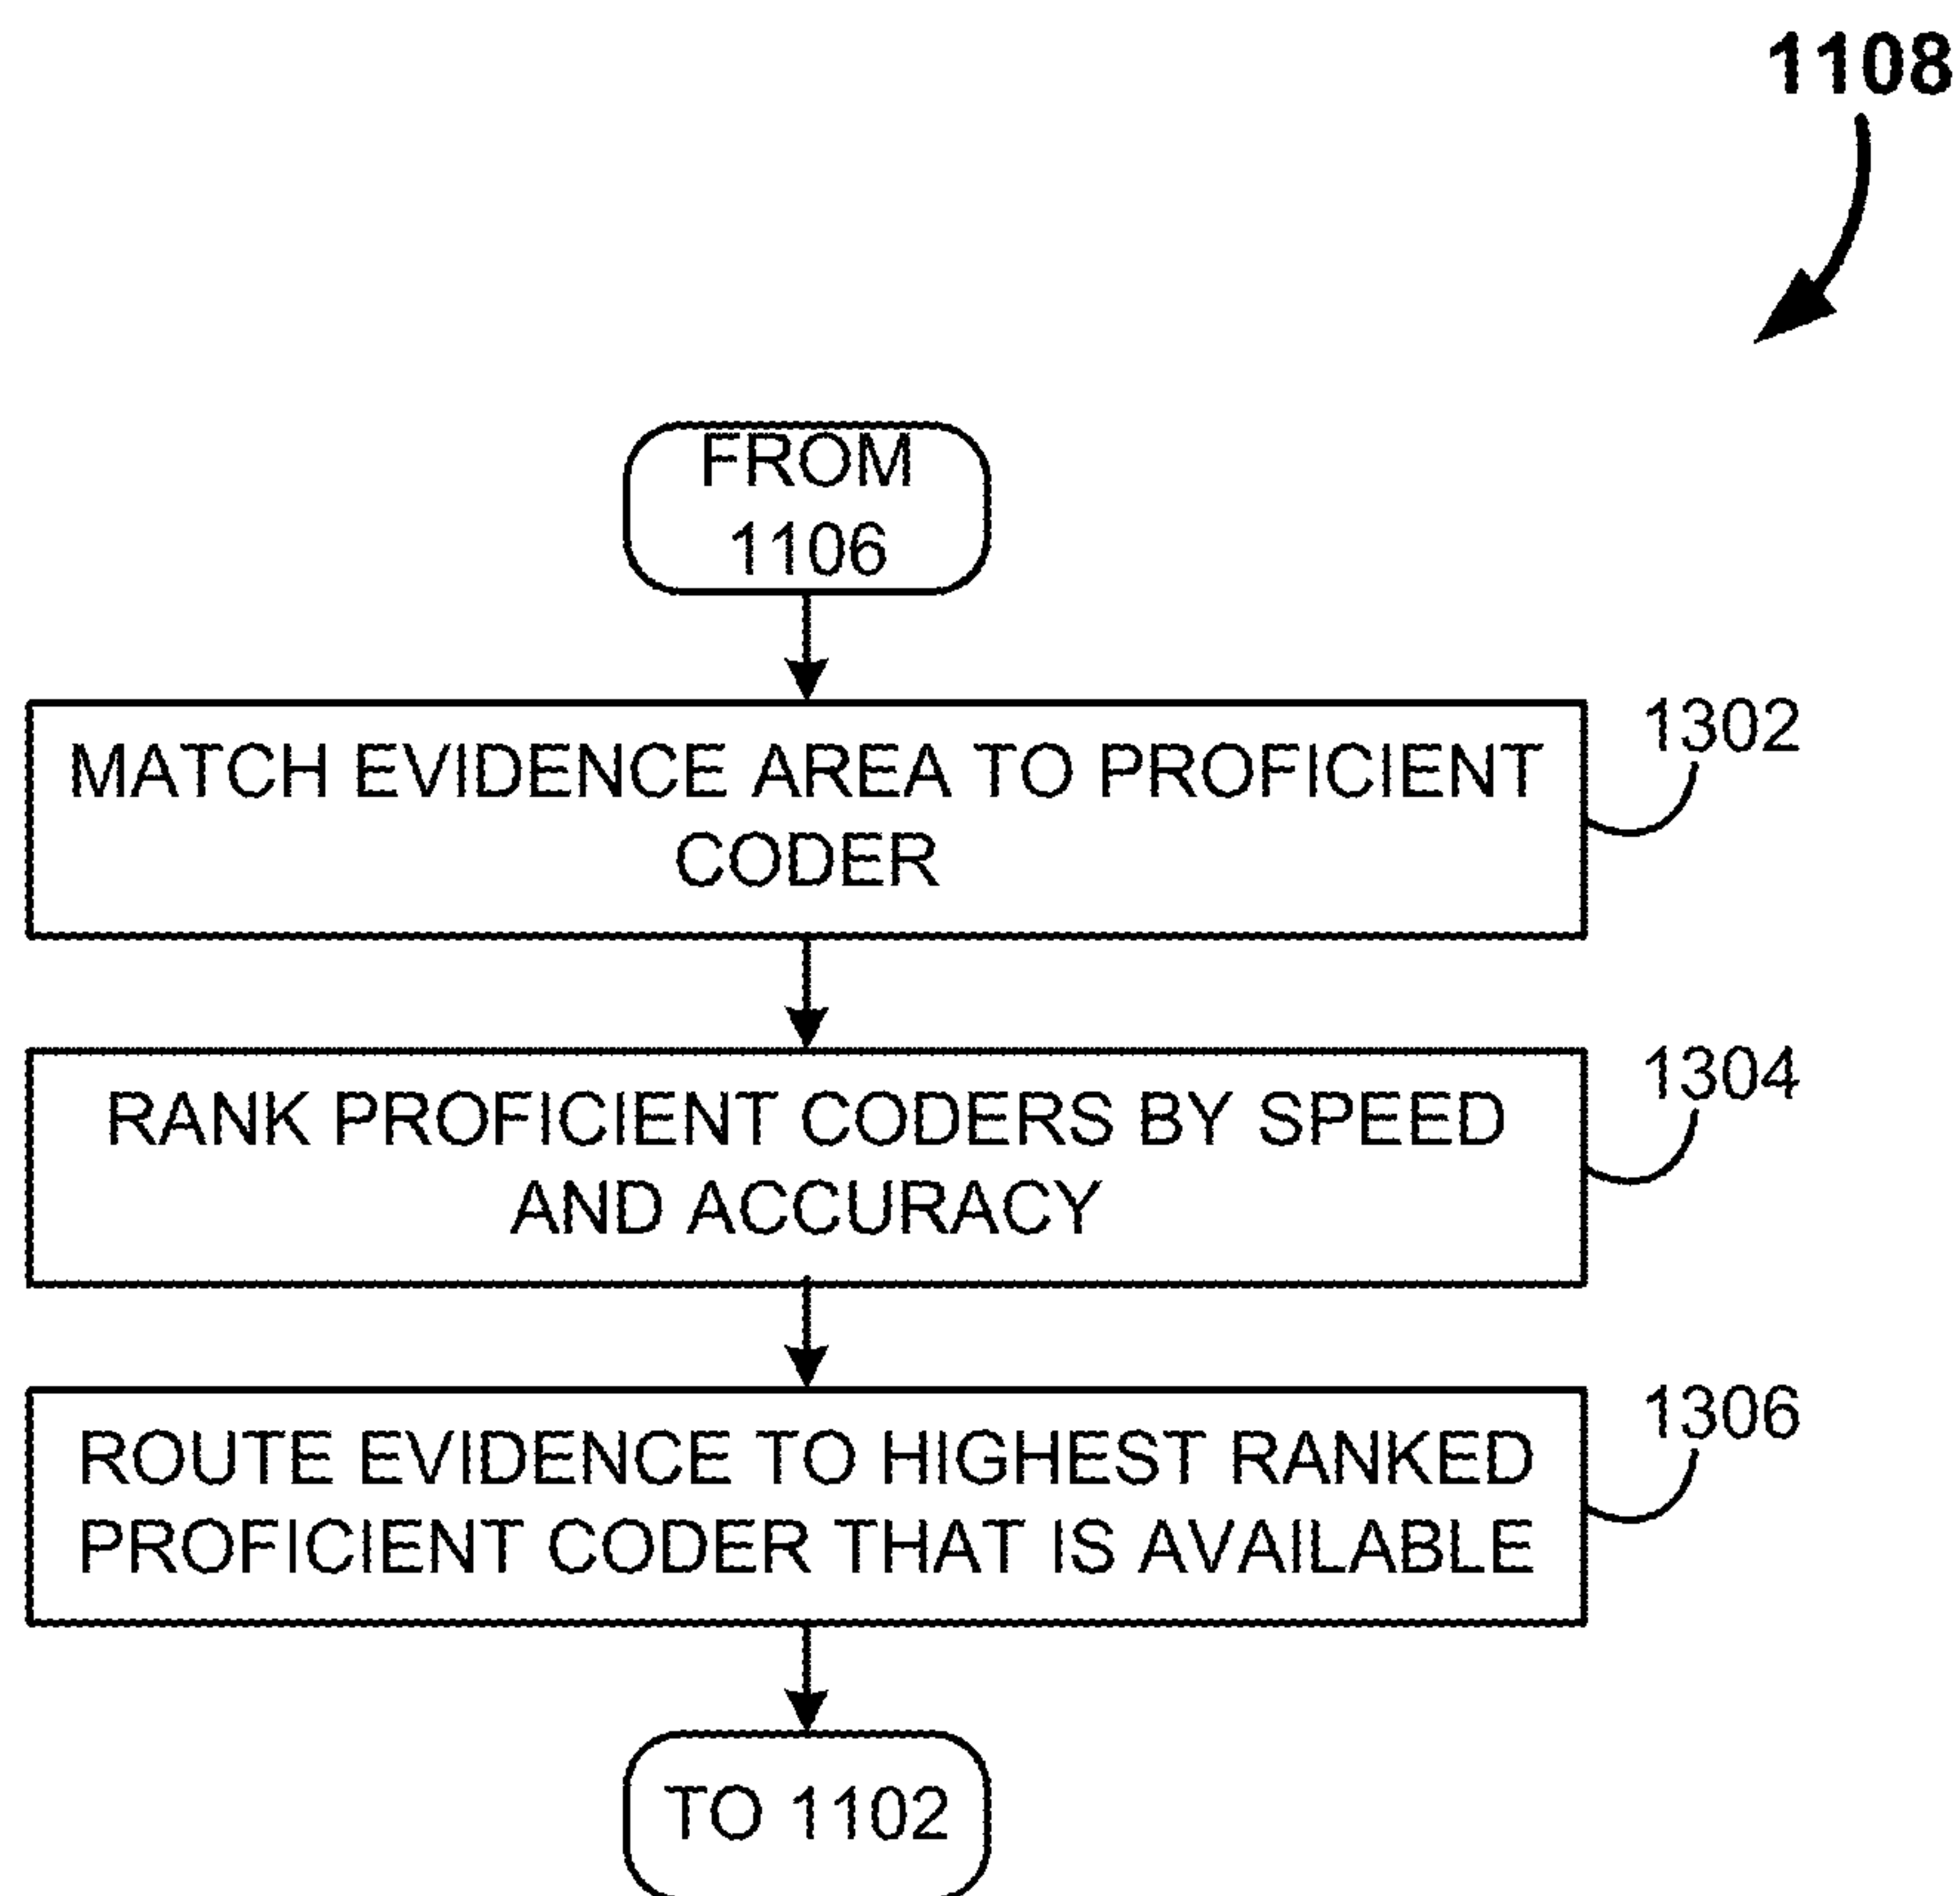 1108
FROM
1106
MATCH EVIDENCE AREA TO PROFICIENT
CODER
1302
RANK PROFICIENT CODERS BY SPEED
AND ACCURACY
1304
ROUTE EVIDENCE TO HIGHEST RANKED
PROFICIENT CODER THAT IS AVAILABLE
1306
TO 1102